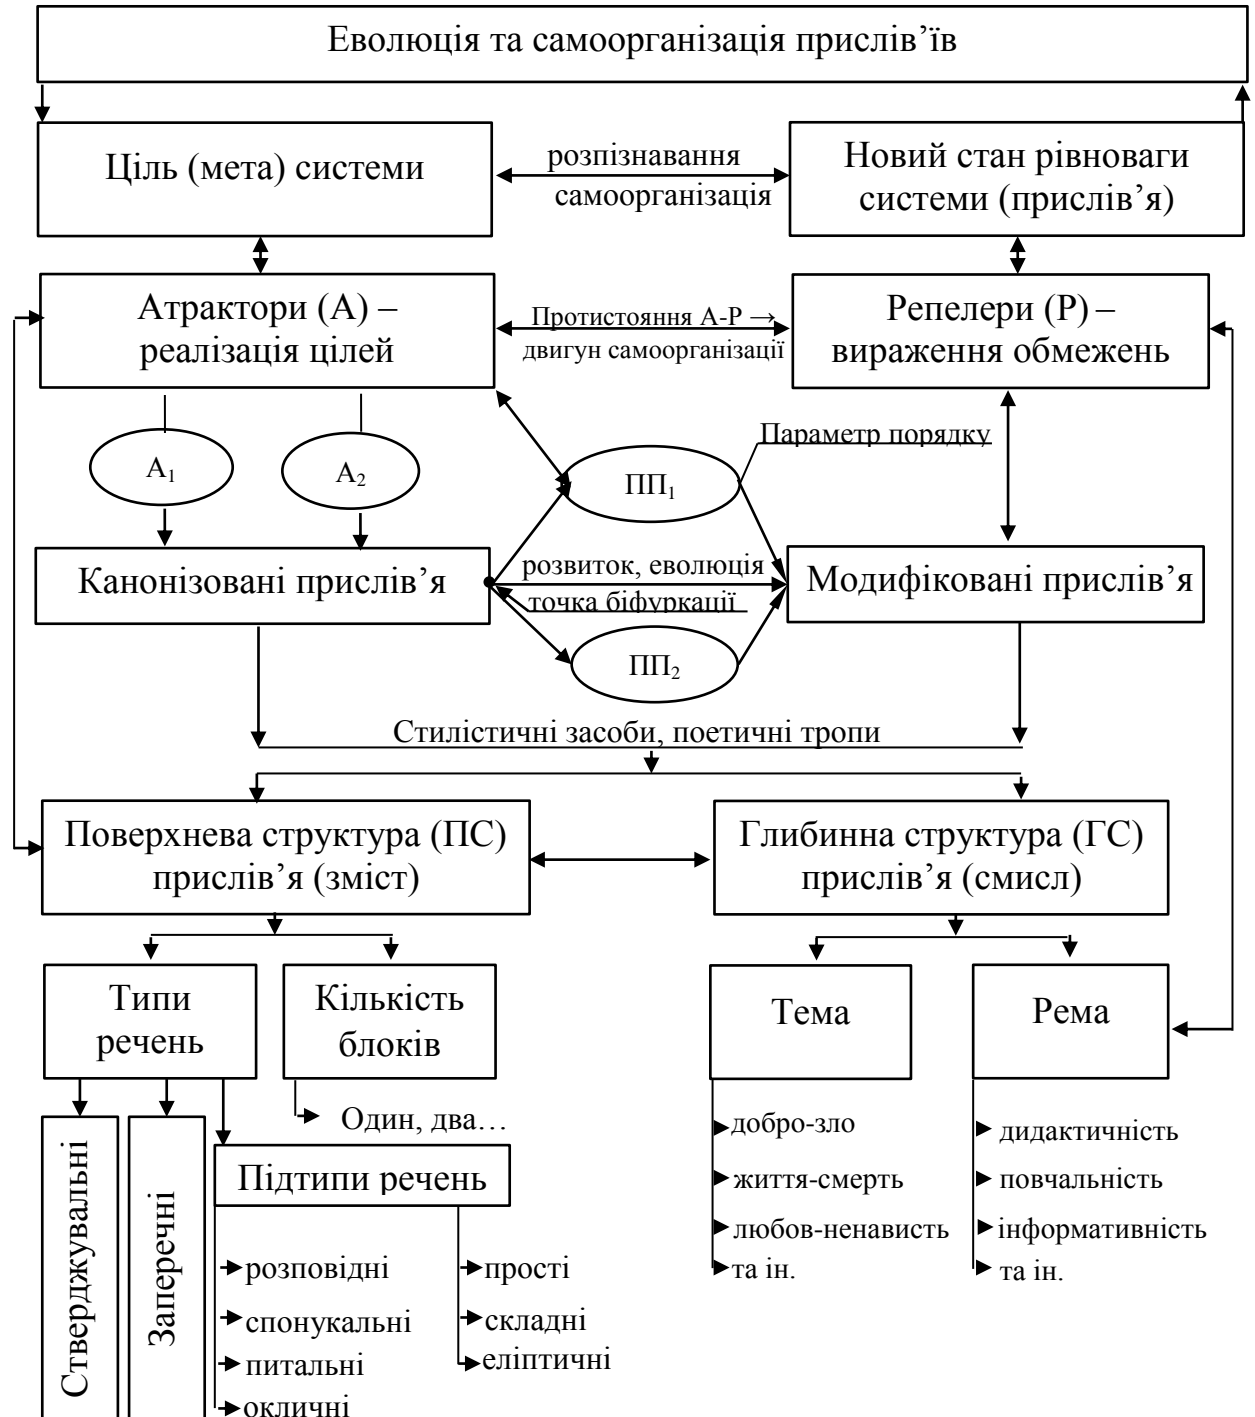 Еволюція та самоорганізація прислів’їв
Ціль (мета) системи
розпізнавання
самоорганізація
Новий стан рівноваги
системи (прислів’я)
Атрактори (А) –
реалізація цілей
Протистояння А-Р →
двигун самоорганізації
Репелери (Р) –
вираження обмежень
А₁
А₂
ПП₁
Параметр порядку
Канонізовані прислів’я
розвиток, еволюція
точка біфуркації
Модифіковані прислів’я
ПП₂
Стилістичні засоби, поетичні тропи
Поверхнева структура (ПС)
прислів’я (зміст)
Глибинна структура (ГС)
прислів’я (смисл)
Типи
речень
Кількість
блоків
Тема
Рема
Один, два…
Стверджувальні
Заперечні
Підтипи речень
розповідні
спонукальні
питальні
окличні
прості
складні
еліптичні
добро-зло
життя-смерть
любов-ненависть
та ін.
дидактичність
повчальність
інформативність
та ін.